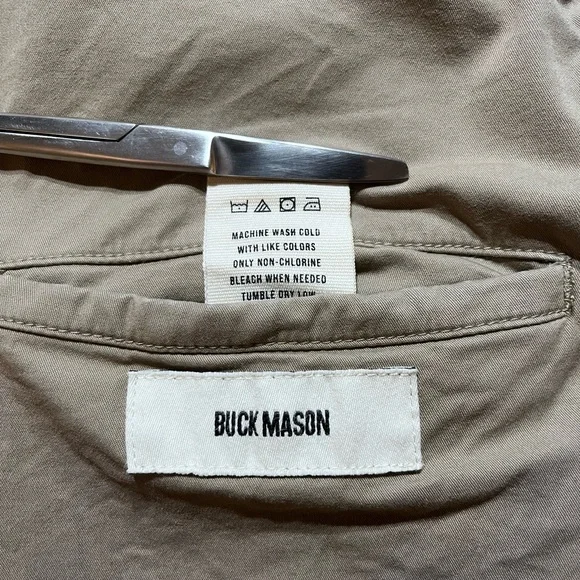 MACHINE WASH COLD
WITH LIKE COLORS
ONLY NON-CHLORINE
BLEACH WHEN NEEDED
TUMBLE DRY LOW
BUCK MASON